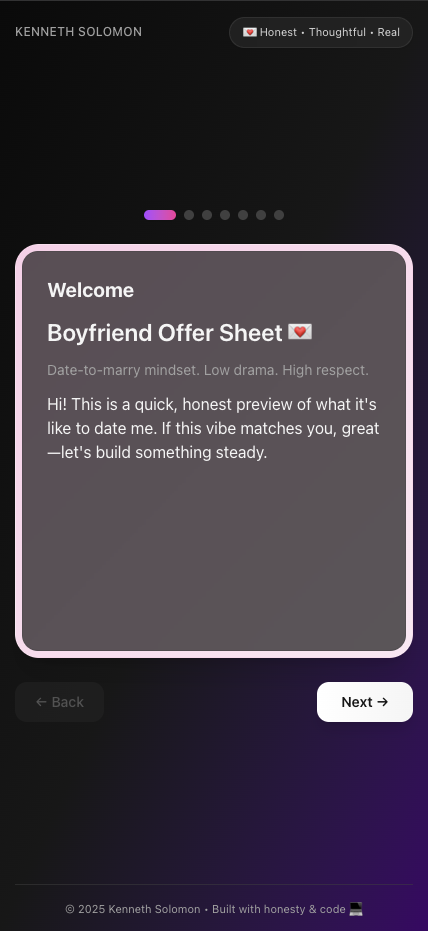 KENNETH SOLOMON
💌 Honest • Thoughtful • Real
Welcome
Boyfriend Offer Sheet 💌
Date-to-marry mindset. Low drama. High respect.
Hi! This is a quick, honest preview of what it's
like to date me. If this vibe matches you, great
—let's build something steady.
← Back
Next →
© 2025 Kenneth Solomon • Built with honesty & code 💻